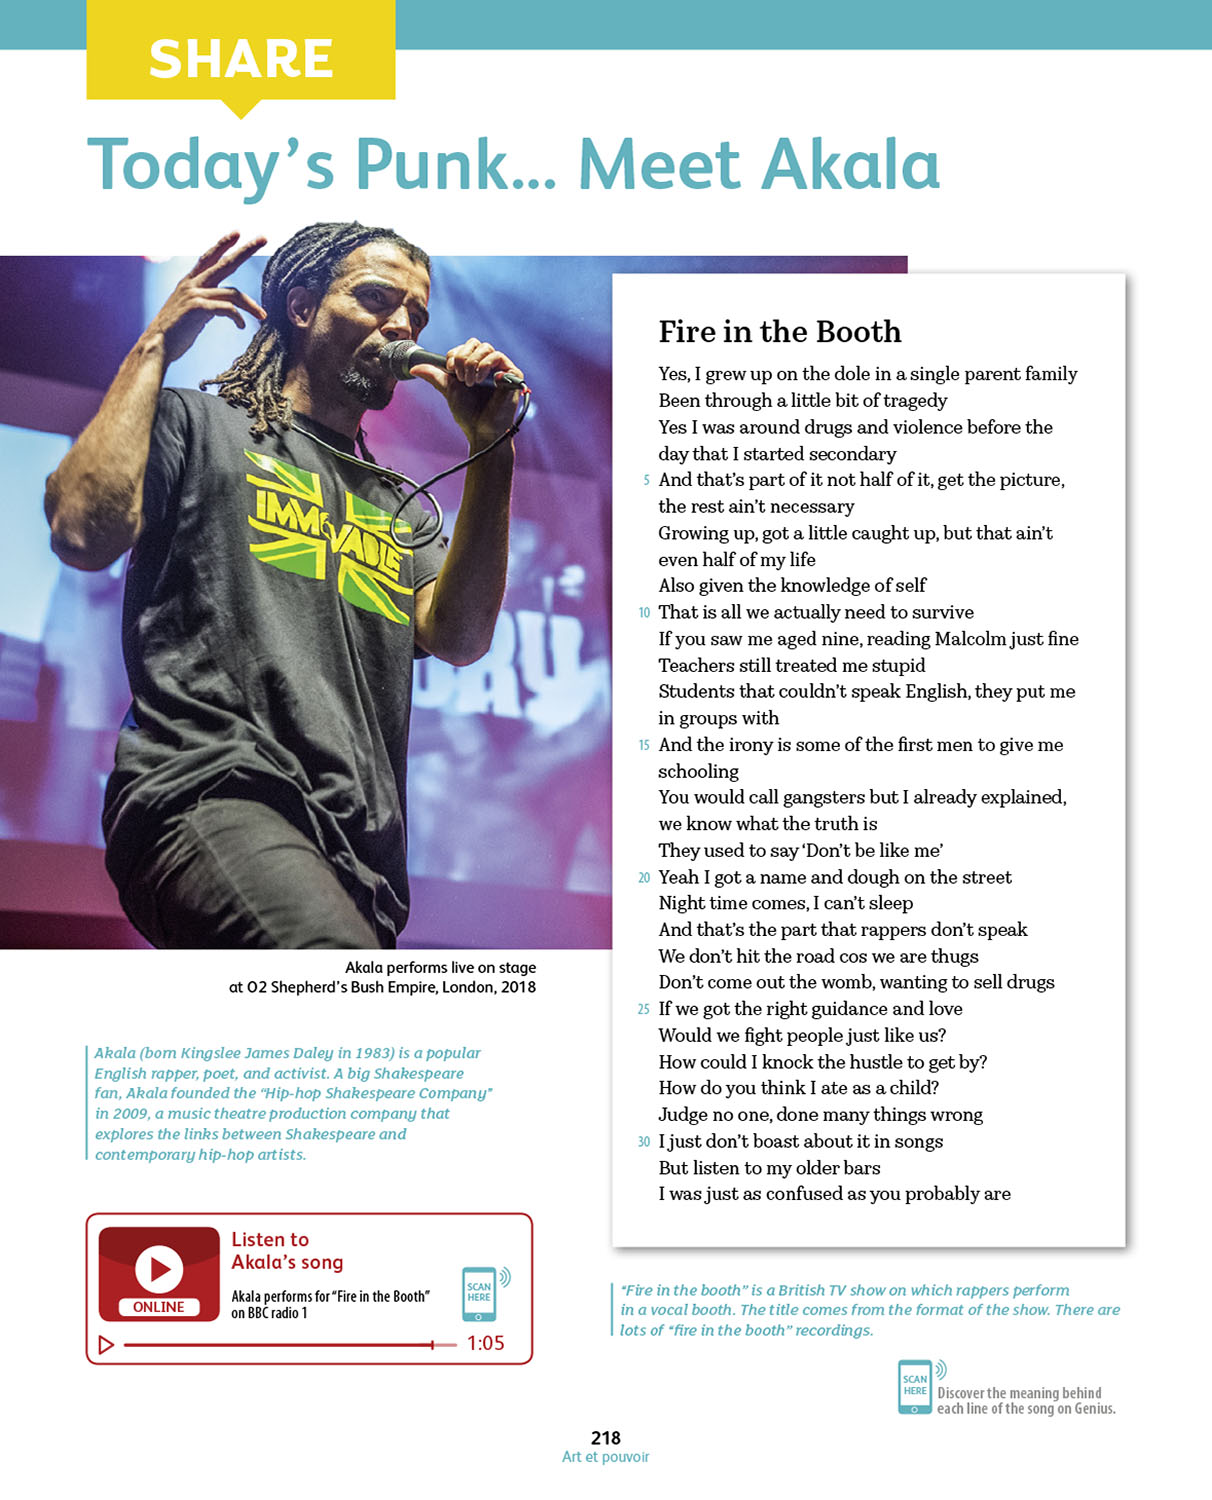 SHARE
Today's Punk... Meet Akala
IMMOVABLE
Fire in the Booth
Yes, I grew up on the dole in a single parent family
Been through a little bit of tragedy
Yes I was around drugs and violence before the
day that I started secondary
5 And that's part of it not half of it, get the picture,
the rest ain't necessary
Growing up, got a little caught up, but that ain't
even half of my life
Also given the knowledge of self
10 That is all we actually need to survive
If you saw me aged nine, reading Malcolm just fine
Teachers still treated me stupid
Students that couldn't speak English, they put me
in groups with
15 And the irony is some of the first men to give me
schooling
You would call gangsters but I already explained,
we know what the truth is
They used to say ‘Don't be like me’
20 Yeah I got a name and dough on the street
Night time comes, I can't sleep
And that's the part that rappers don't speak
We don't hit the road cos we are thugs
Don't come out the womb, wanting to sell drugs
25 If we got the right guidance and love
Would we fight people just like us?
How could I knock the hustle to get by?
How do you think I ate as a child?
Judge no one, done many things wrong
30 I just don't boast about it in songs
But listen to my older bars
I was just as confused as you probably are
Akala performs live on stage
at O2 Shepherd's Bush Empire, London, 2018
Akala (born Kingslee James Daley in 1983) is a popular
English rapper, poet, and activist. A big Shakespeare
fan, Akala founded the “Hip-hop Shakespeare Company”
in 2009, a music theatre production company that
explores the links between Shakespeare and
contemporary hip-hop artists.
Listen to
Akala's song
Akala performs for “Fire in the Booth”
on BBC radio 1
ONLINE
SCAN
HERE
1:05
“Fire in the booth” is a British TV show on which rappers perform
in a vocal booth. The title comes from the format of the show. There are
lots of “fire in the booth” recordings.
SCAN
HERE
Discover the meaning behind
each line of the song on Genius.
218
Art et pouvoir